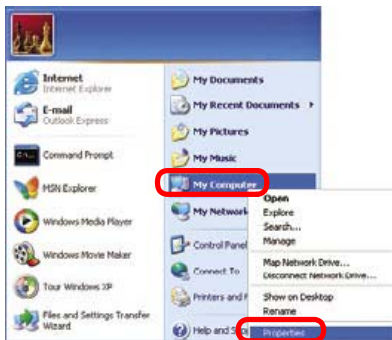 Internet
Internet Explorer
E-mail
Outlook Express
Command Prompt
MSN Explorer
Windows Media Player
Windows Movie Maker
Tour Windows XP
Files and Settings Transfer
Wizard
My Documents
My Recent Documents
My Pictures
My Music
My Computer
My Network
Control Panel
Connect To
Printers and F
Help and Sup
Open
Explore
Search...
Manage
Map Network Drive...
Disconnect Network Drive...
Show on Desktop
Rename
Properties